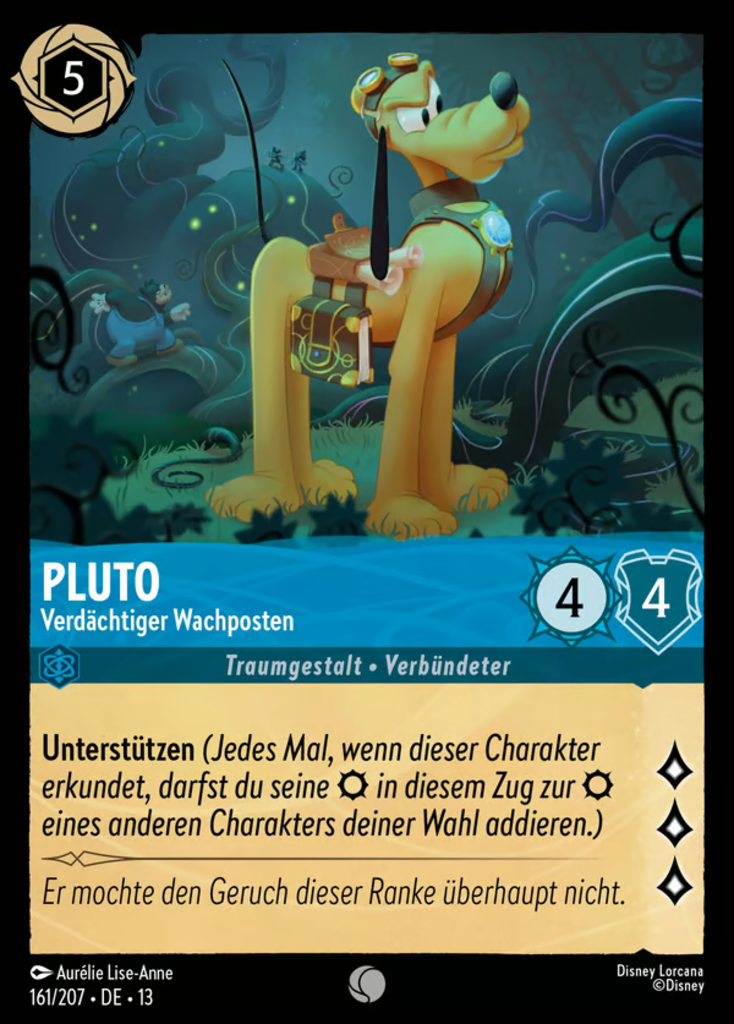 5
PLUTO
Verdächtiger Wachposten
4
4
Traumgestalt • Verbündeter
Unterstützen (Jedes Mal, wenn dieser Charakter
erkundet, darfst du seine in diesem Zug zur
eines anderen Charakters deiner Wahl addieren.)
Er mochte den Geruch dieser Ranke überhaupt nicht.
Aurélie Lise-Anne
161/207 • DE • 13
Disney Lorcana
©Disney